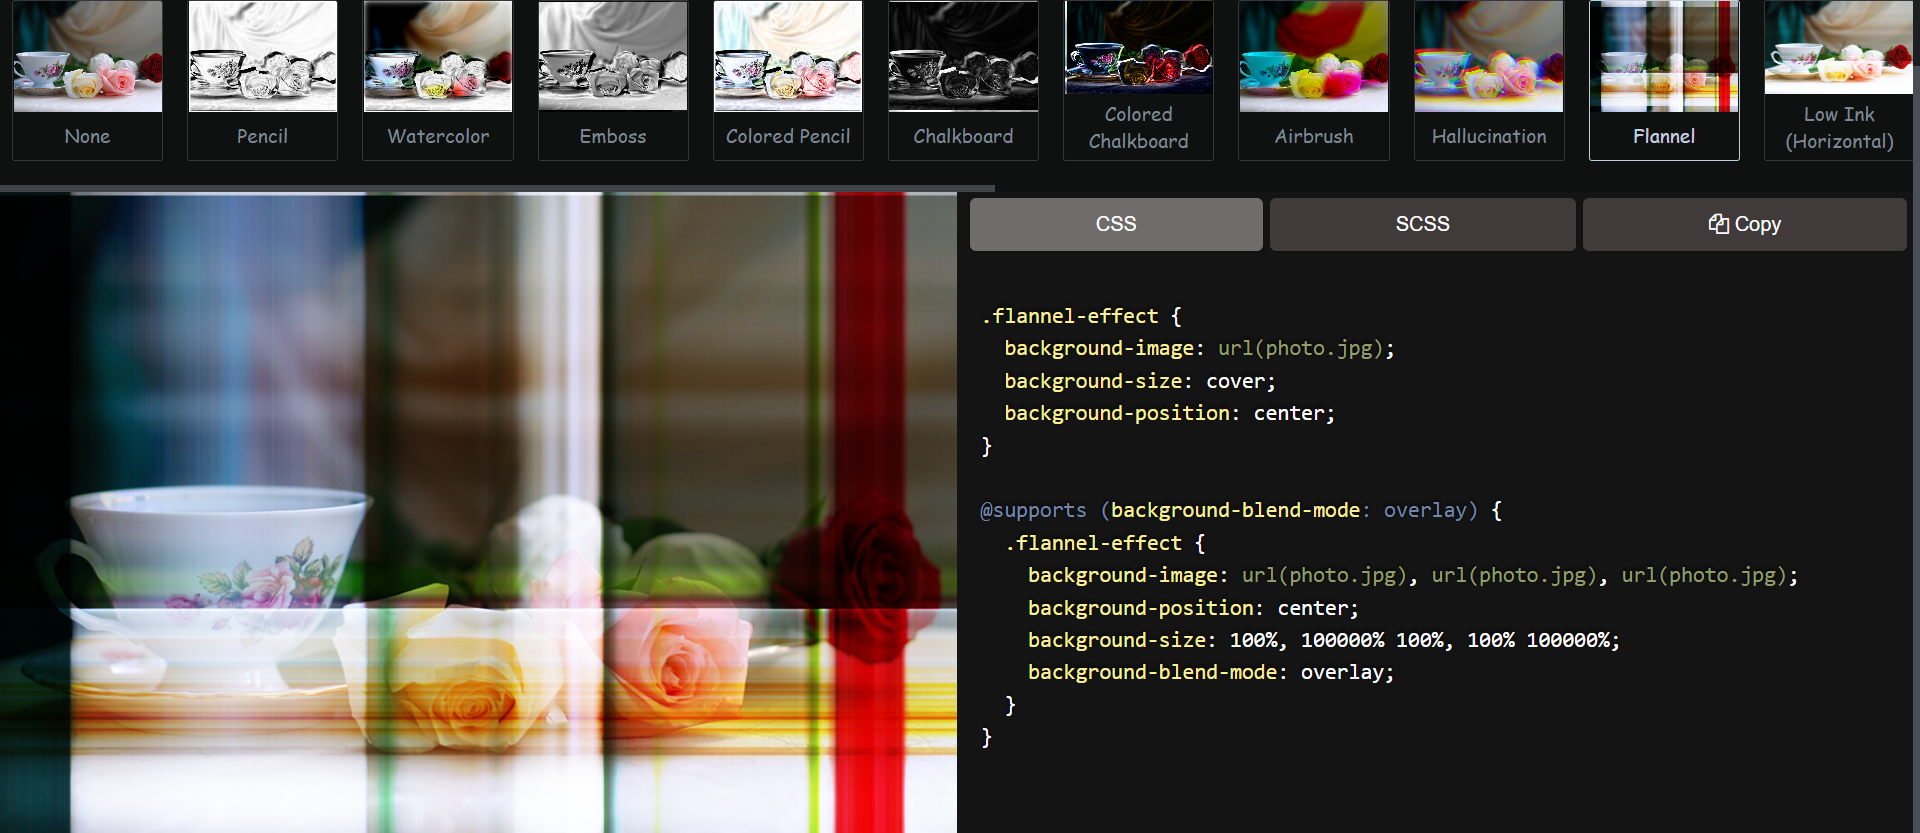 None
Pencil
Watercolor
Emboss
Colored Pencil
Chalkboard
Colored
Chalkboard
Airbrush
Hallucination
Flannel
Low Ink
(Horizontal)
CSS
SCSS
Copy
.flannel-effect {
  background-image: url(photo.jpg);
  background-size: cover;
  background-position: center;
}
@supports (background-blend-mode: overlay) {
  .flannel-effect {
    background-image: url(photo.jpg), url(photo.jpg), url(photo.jpg);
    background-position: center;
    background-size: 100%, 100000% 100%, 100% 100000%;
    background-blend-mode: overlay;
  }
}